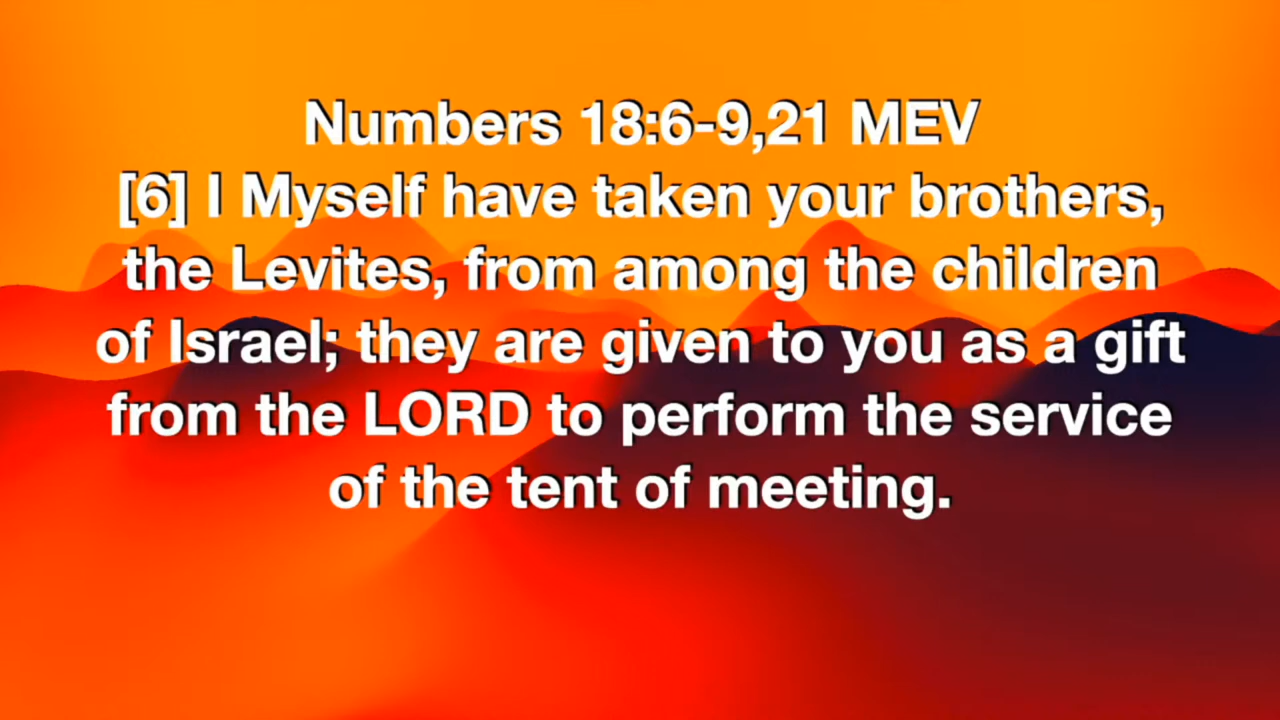 Numbers 18:6-9,21 MEV
[6] I Myself have taken your brothers,
the Levites, from among the children
of Israel; they are given to you as a gift
from the LORD to perform the service
of the tent of meeting.